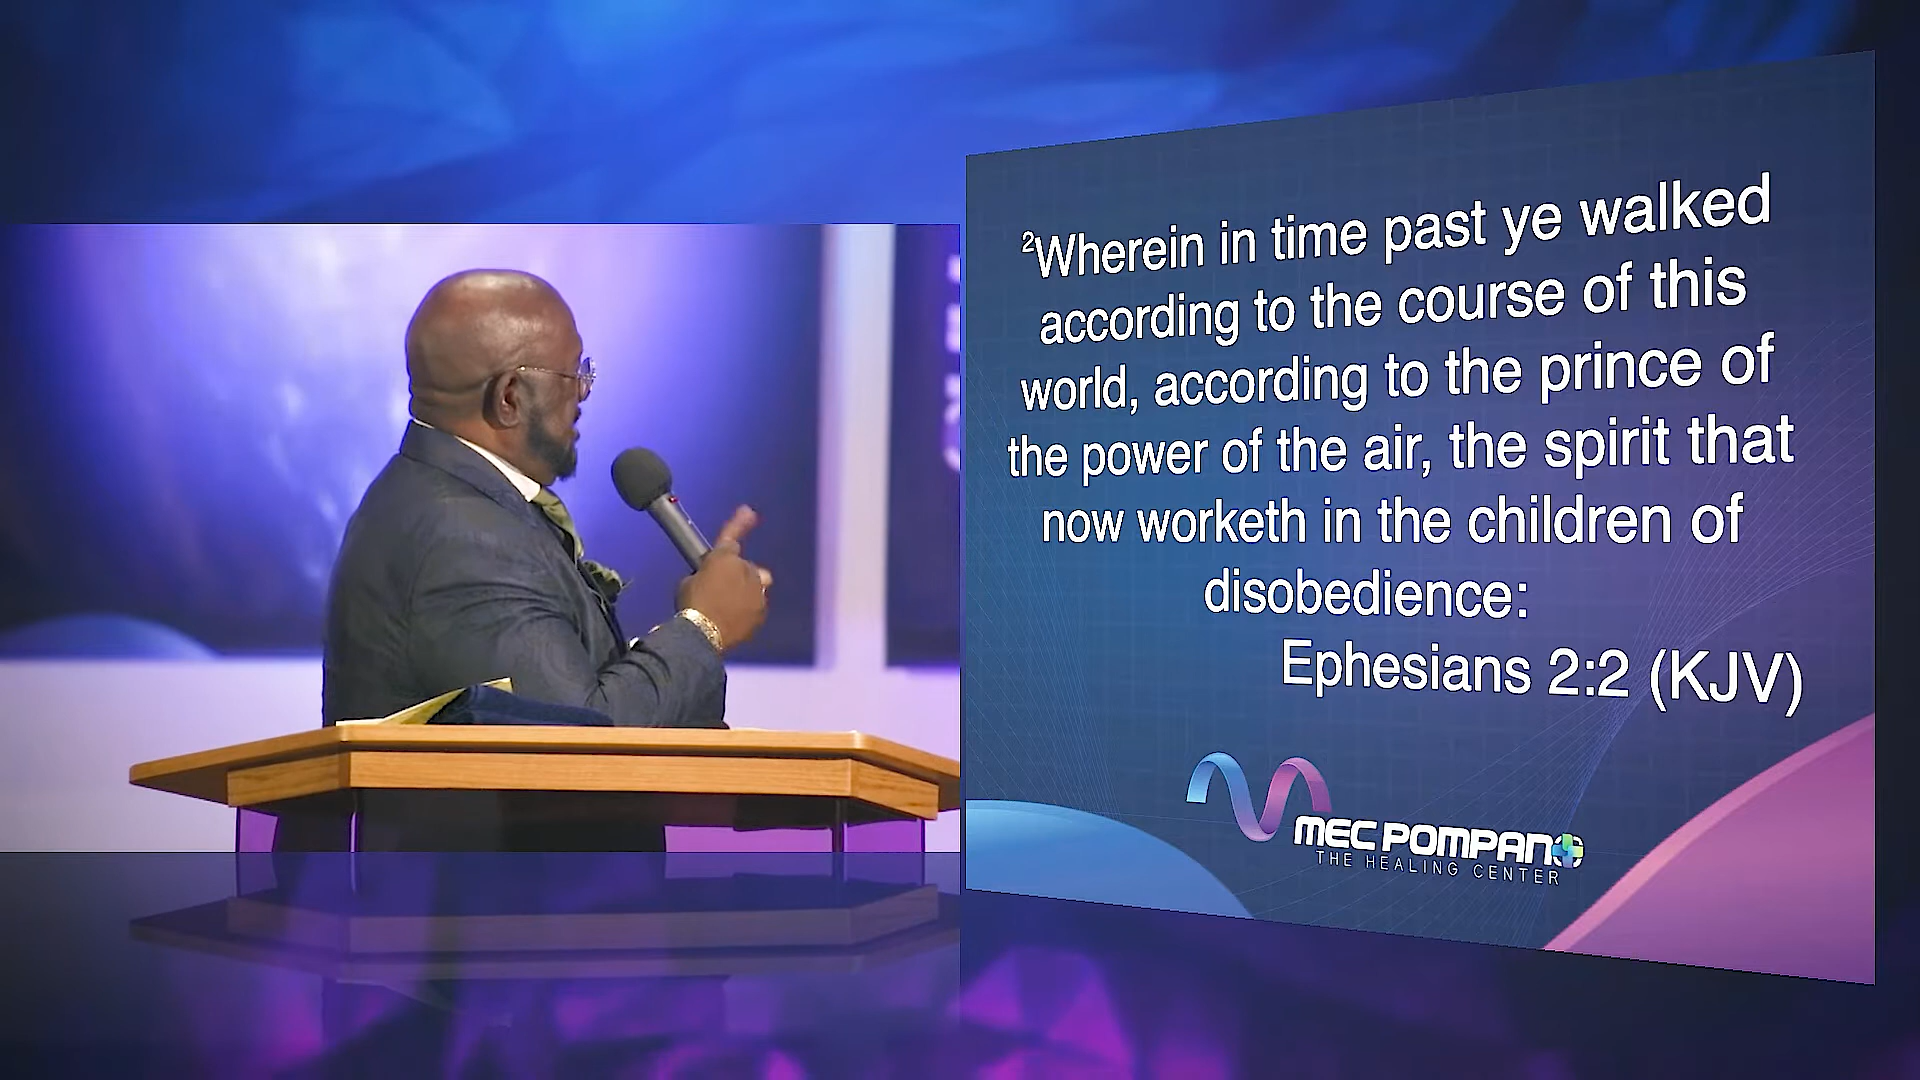 ²Wherein in time past ye walked
according to the course of this
world, according to the prince of
the power of the air, the spirit that
now worketh in the children of
disobedience:
Ephesians 2:2 (KJV)
MEC POMPANO
THE HEALING CENTER